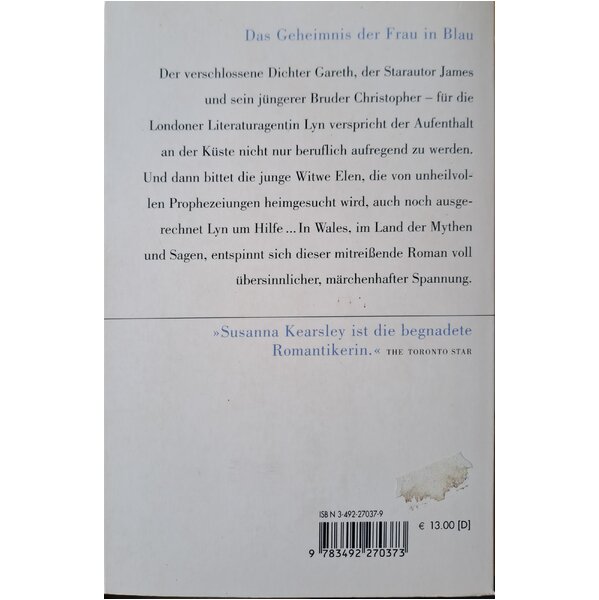 Das Geheimnis der Frau in Blau
Der verschlossene Dichter Gareth, der Starautor James
und sein jüngerer Bruder Christopher – für die
Londoner Literaturagentin Lyn verspricht der Aufenthalt
an der Küste nicht nur beruflich aufregend zu werden.
Und dann bittet die junge Witwe Elen, die von unheilvol-
len Prophezeiungen heimgesucht wird, auch noch ausge-
rechnet Lyn um Hilfe ... In Wales, im Land der Mythen
und Sagen, entspinnt sich dieser mitreißende Roman voll
übersinnlicher, märchenhafter Spannung.
»Susanna Kearsley ist die begnadete
Romantikerin.« THE TORONTO STAR
ISBN 3-492-27037-9
€ 13.00 [D]
9 783492 270373